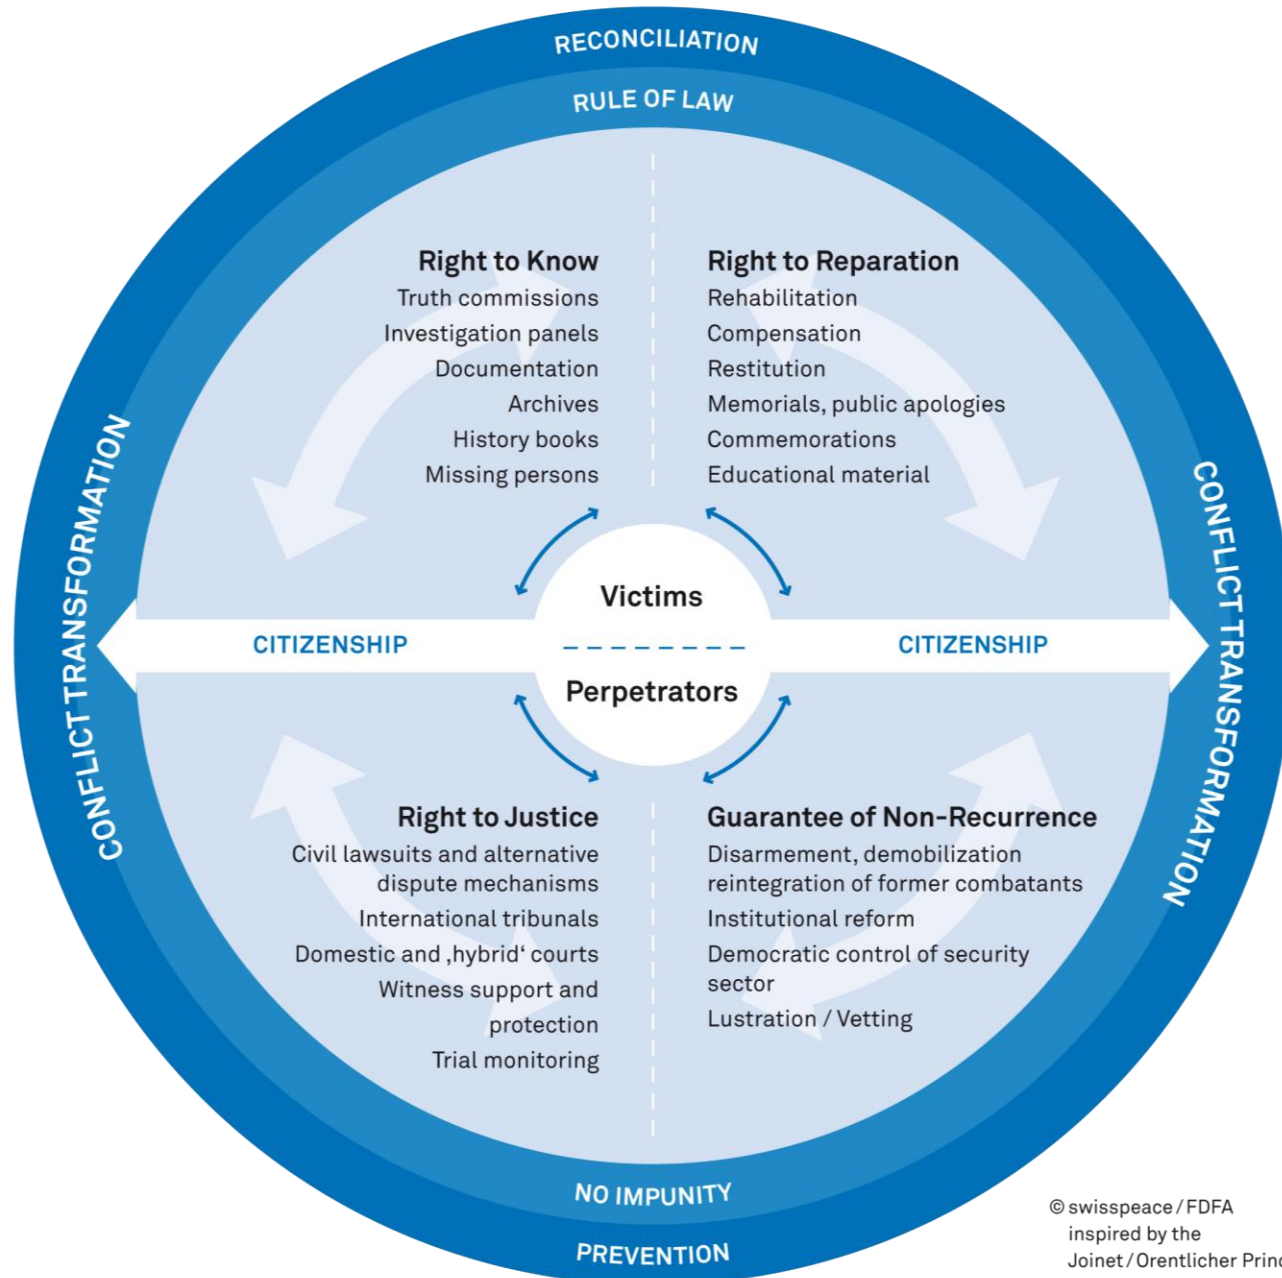 RECONCILIATION
RULE OF LAW
CONFLICT TRANSFORMATION
CONFLICT TRANSFORMATION
Right to Know
Truth commissions
Investigation panels
Documentation
Archives
History books
Missing persons
Right to Reparation
Rehabilitation
Compensation
Restitution
Memorials, public apologies
Commemorations
Educational material
Victims
CITIZENSHIP
CITIZENSHIP
Perpetrators
Right to Justice
Civil lawsuits and alternative
dispute mechanisms
International tribunals
Domestic and ‚hybrid‘ courts
Witness support and
protection
Trial monitoring
Guarantee of Non-Recurrence
Disarmement, demobilization
reintegration of former combatants
Institutional reform
Democratic control of security
sector
Lustration / Vetting
NO IMPUNITY
PREVENTION
© swisspeace / FDFA
inspired by the
Joinet / Orentlicher